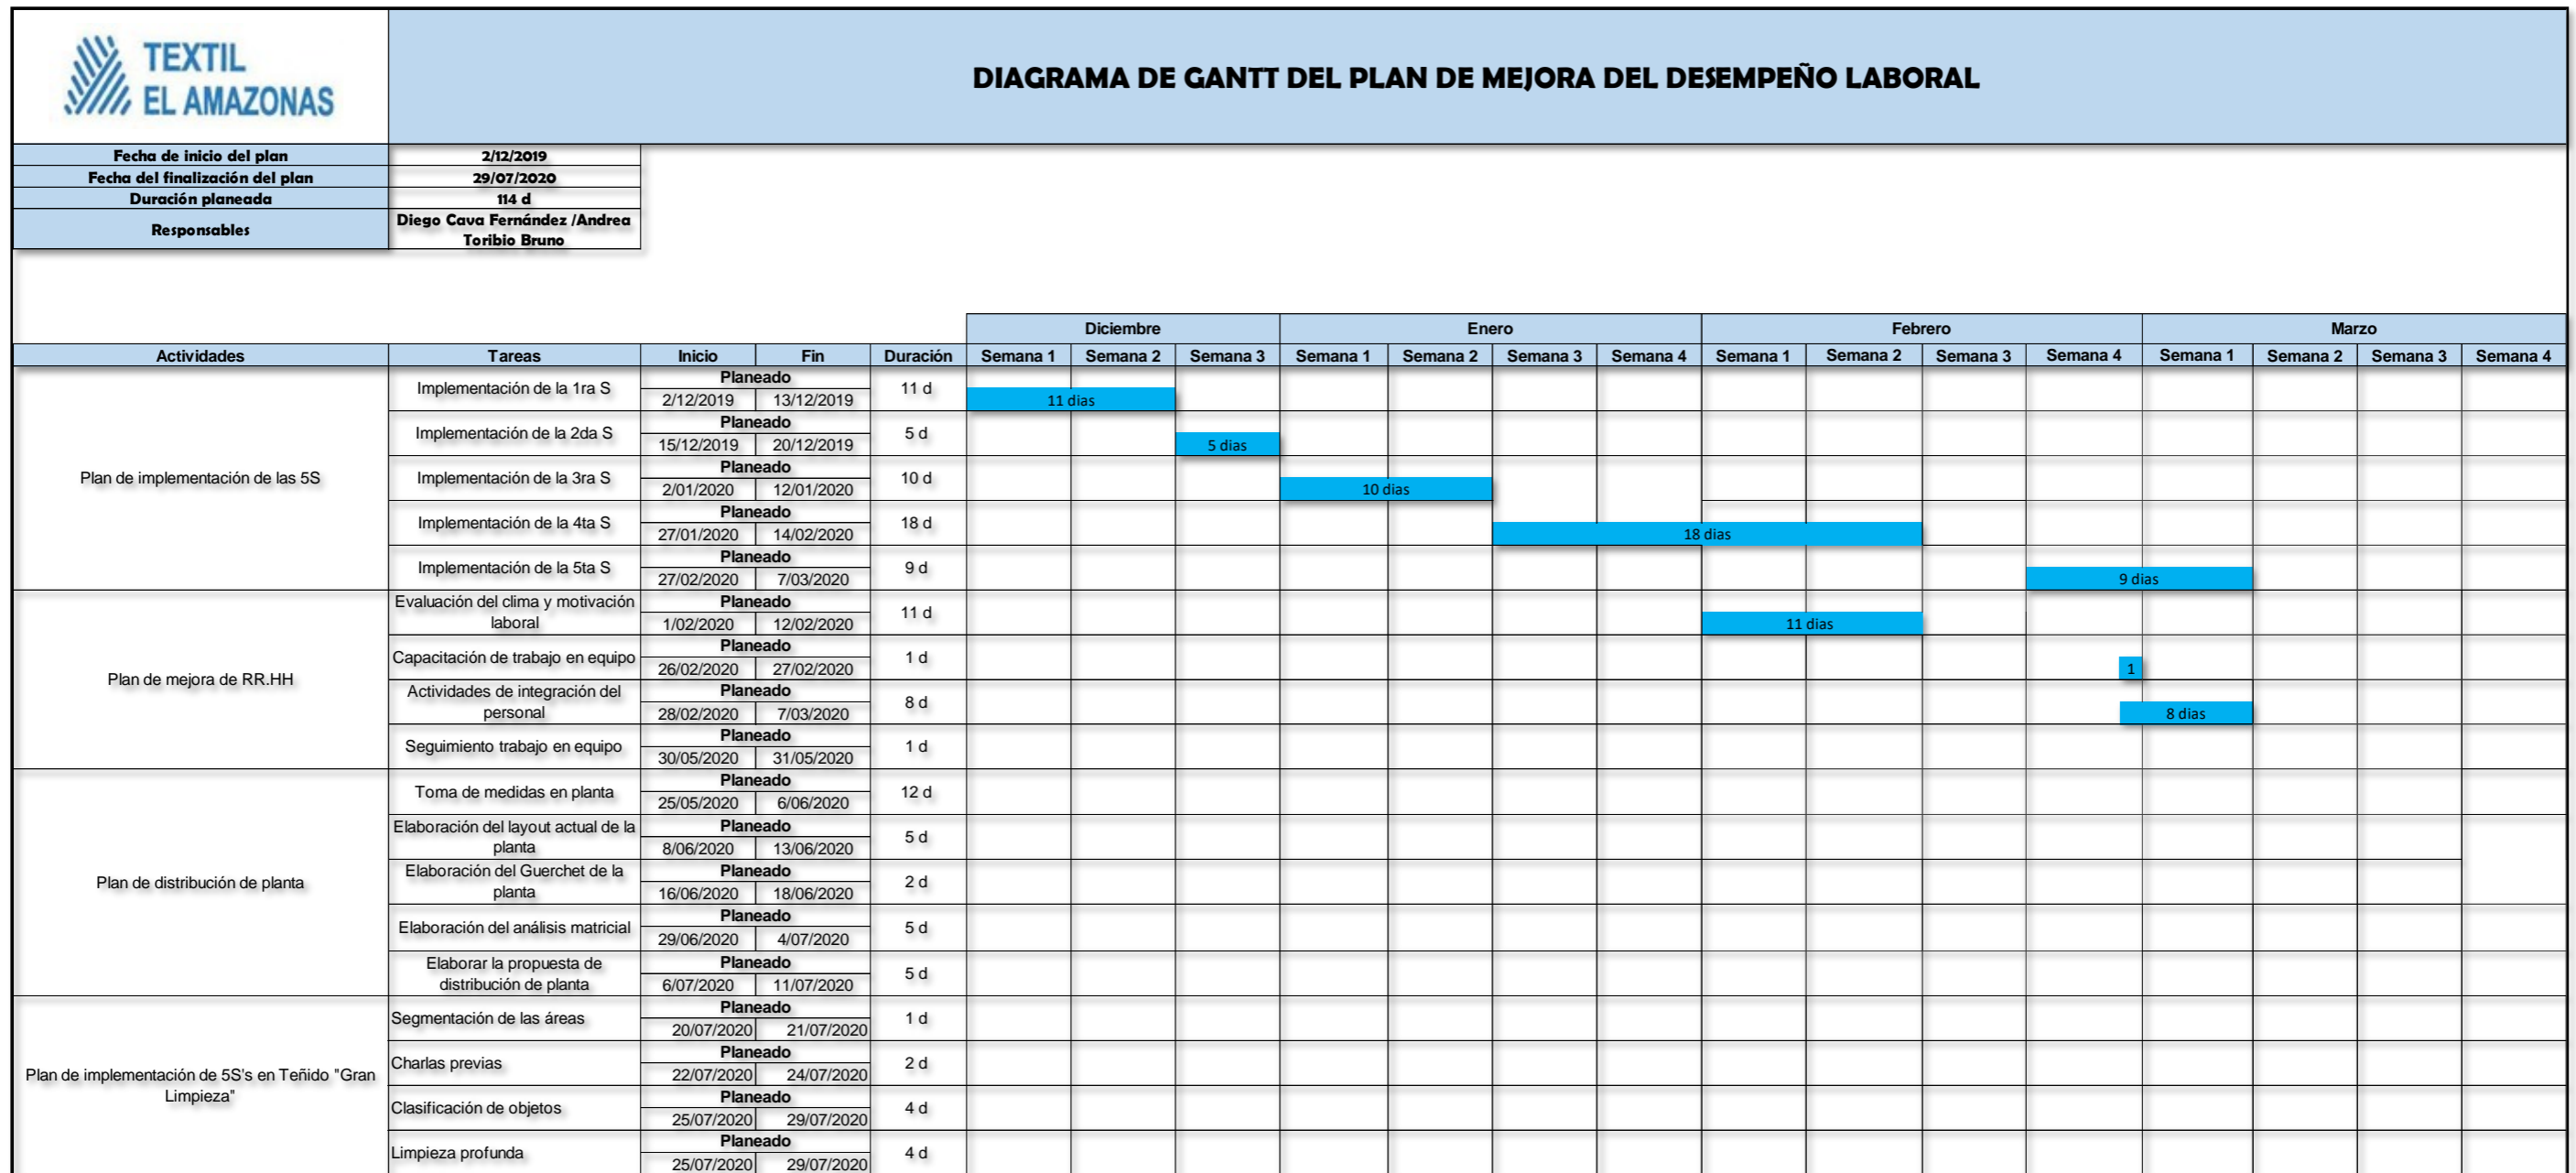 TEXTIL
EL AMAZONAS
DIAGRAMA DE GANTT DEL PLAN DE MEJORA DEL DESEMPEÑO LABORAL
Fecha de inicio del plan 2/12/2019
Fecha del finalización del plan 29/07/2020
Duración planeada 114 d
Responsables Diego Cava Fernández /Andrea
Toribio Bruno
Diciembre Enero Febrero Marzo
Actividades Tareas Inicio Fin Duración Semana 1 Semana 2 Semana 3 Semana 1 Semana 2 Semana 3 Semana 4 Semana 1 Semana 2 Semana 3 Semana 4 Semana 1 Semana 2 Semana 3 Semana 4
Plan de implementación de las 5S
Implementación de la 1ra S
Planeado
2/12/2019 13/12/2019
11 d
11 dias
Implementación de la 2da S
Planeado
15/12/2019 20/12/2019
5 d
5 dias
Implementación de la 3ra S
Planeado
2/01/2020 12/01/2020
10 d
10 dias
Implementación de la 4ta S
Planeado
27/01/2020 14/02/2020
18 d
18 dias
Implementación de la 5ta S
Planeado
27/02/2020 7/03/2020
9 d
9 dias
Plan de mejora de RR.HH
Evaluación del clima y motivación
laboral
Planeado
1/02/2020 12/02/2020
11 d
11 dias
Capacitación de trabajo en equipo
Planeado
26/02/2020 27/02/2020
1 d
1
Actividades de integración del
personal
Planeado
28/02/2020 7/03/2020
8 d
8 dias
Seguimiento trabajo en equipo
Planeado
30/05/2020 31/05/2020
1 d
Plan de distribución de planta
Toma de medidas en planta
Planeado
25/05/2020 6/06/2020
12 d
Elaboración del layout actual de la
planta
Planeado
8/06/2020 13/06/2020
5 d
Elaboración del Guerchet de la
planta
Planeado
16/06/2020 18/06/2020
2 d
Elaboración del análisis matricial
Planeado
29/06/2020 4/07/2020
5 d
Elaborar la propuesta de
distribución de planta
Planeado
6/07/2020 11/07/2020
5 d
Plan de implementación de 5S's en Teñido "Gran
Limpieza"
Segmentación de las áreas
Planeado
20/07/2020 21/07/2020
1 d
Charlas previas
Planeado
22/07/2020 24/07/2020
2 d
Clasificación de objetos
Planeado
25/07/2020 29/07/2020
4 d
Limpieza profunda
Planeado
25/07/2020 29/07/2020
4 d